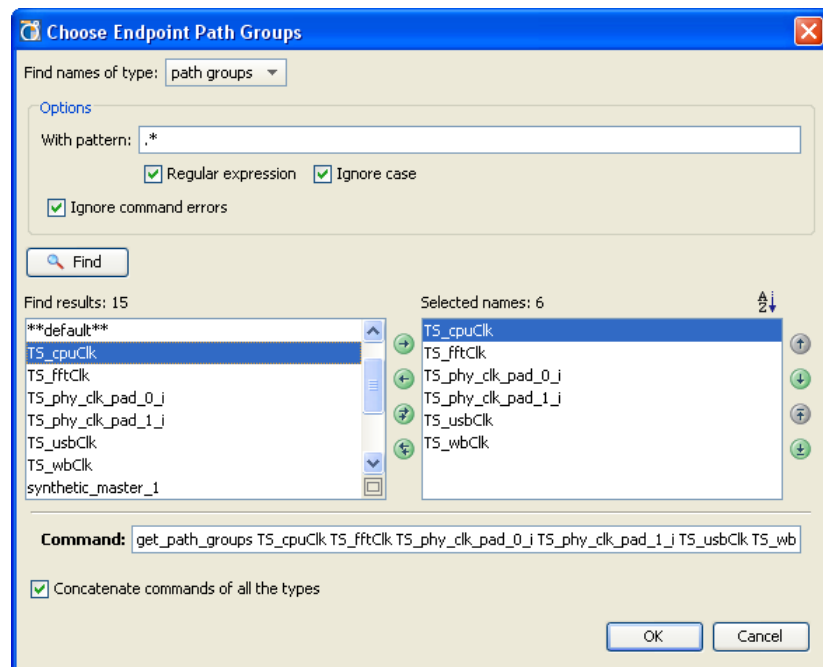 Choose Endpoint Path Groups
Find names of type: path groups
Options
With pattern: .*
Regular expression Ignore case
Ignore command errors
Find
Find results: 15 Selected names: 6
**default**
TS_cpuClk
TS_fftClk
TS_phy_clk_pad_0_i
TS_phy_clk_pad_1_i
TS_usbClk
TS_wbClk
synthetic_master_1
TS_cpuClk
TS_fftClk
TS_phy_clk_pad_0_i
TS_phy_clk_pad_1_i
TS_usbClk
TS_wbClk
Command: get_path_groups TS_cpuClk TS_fftClk TS_phy_clk_pad_0_i TS_phy_clk_pad_1_i TS_usbClk TS_wb
Concatenate commands of all the types
OK Cancel